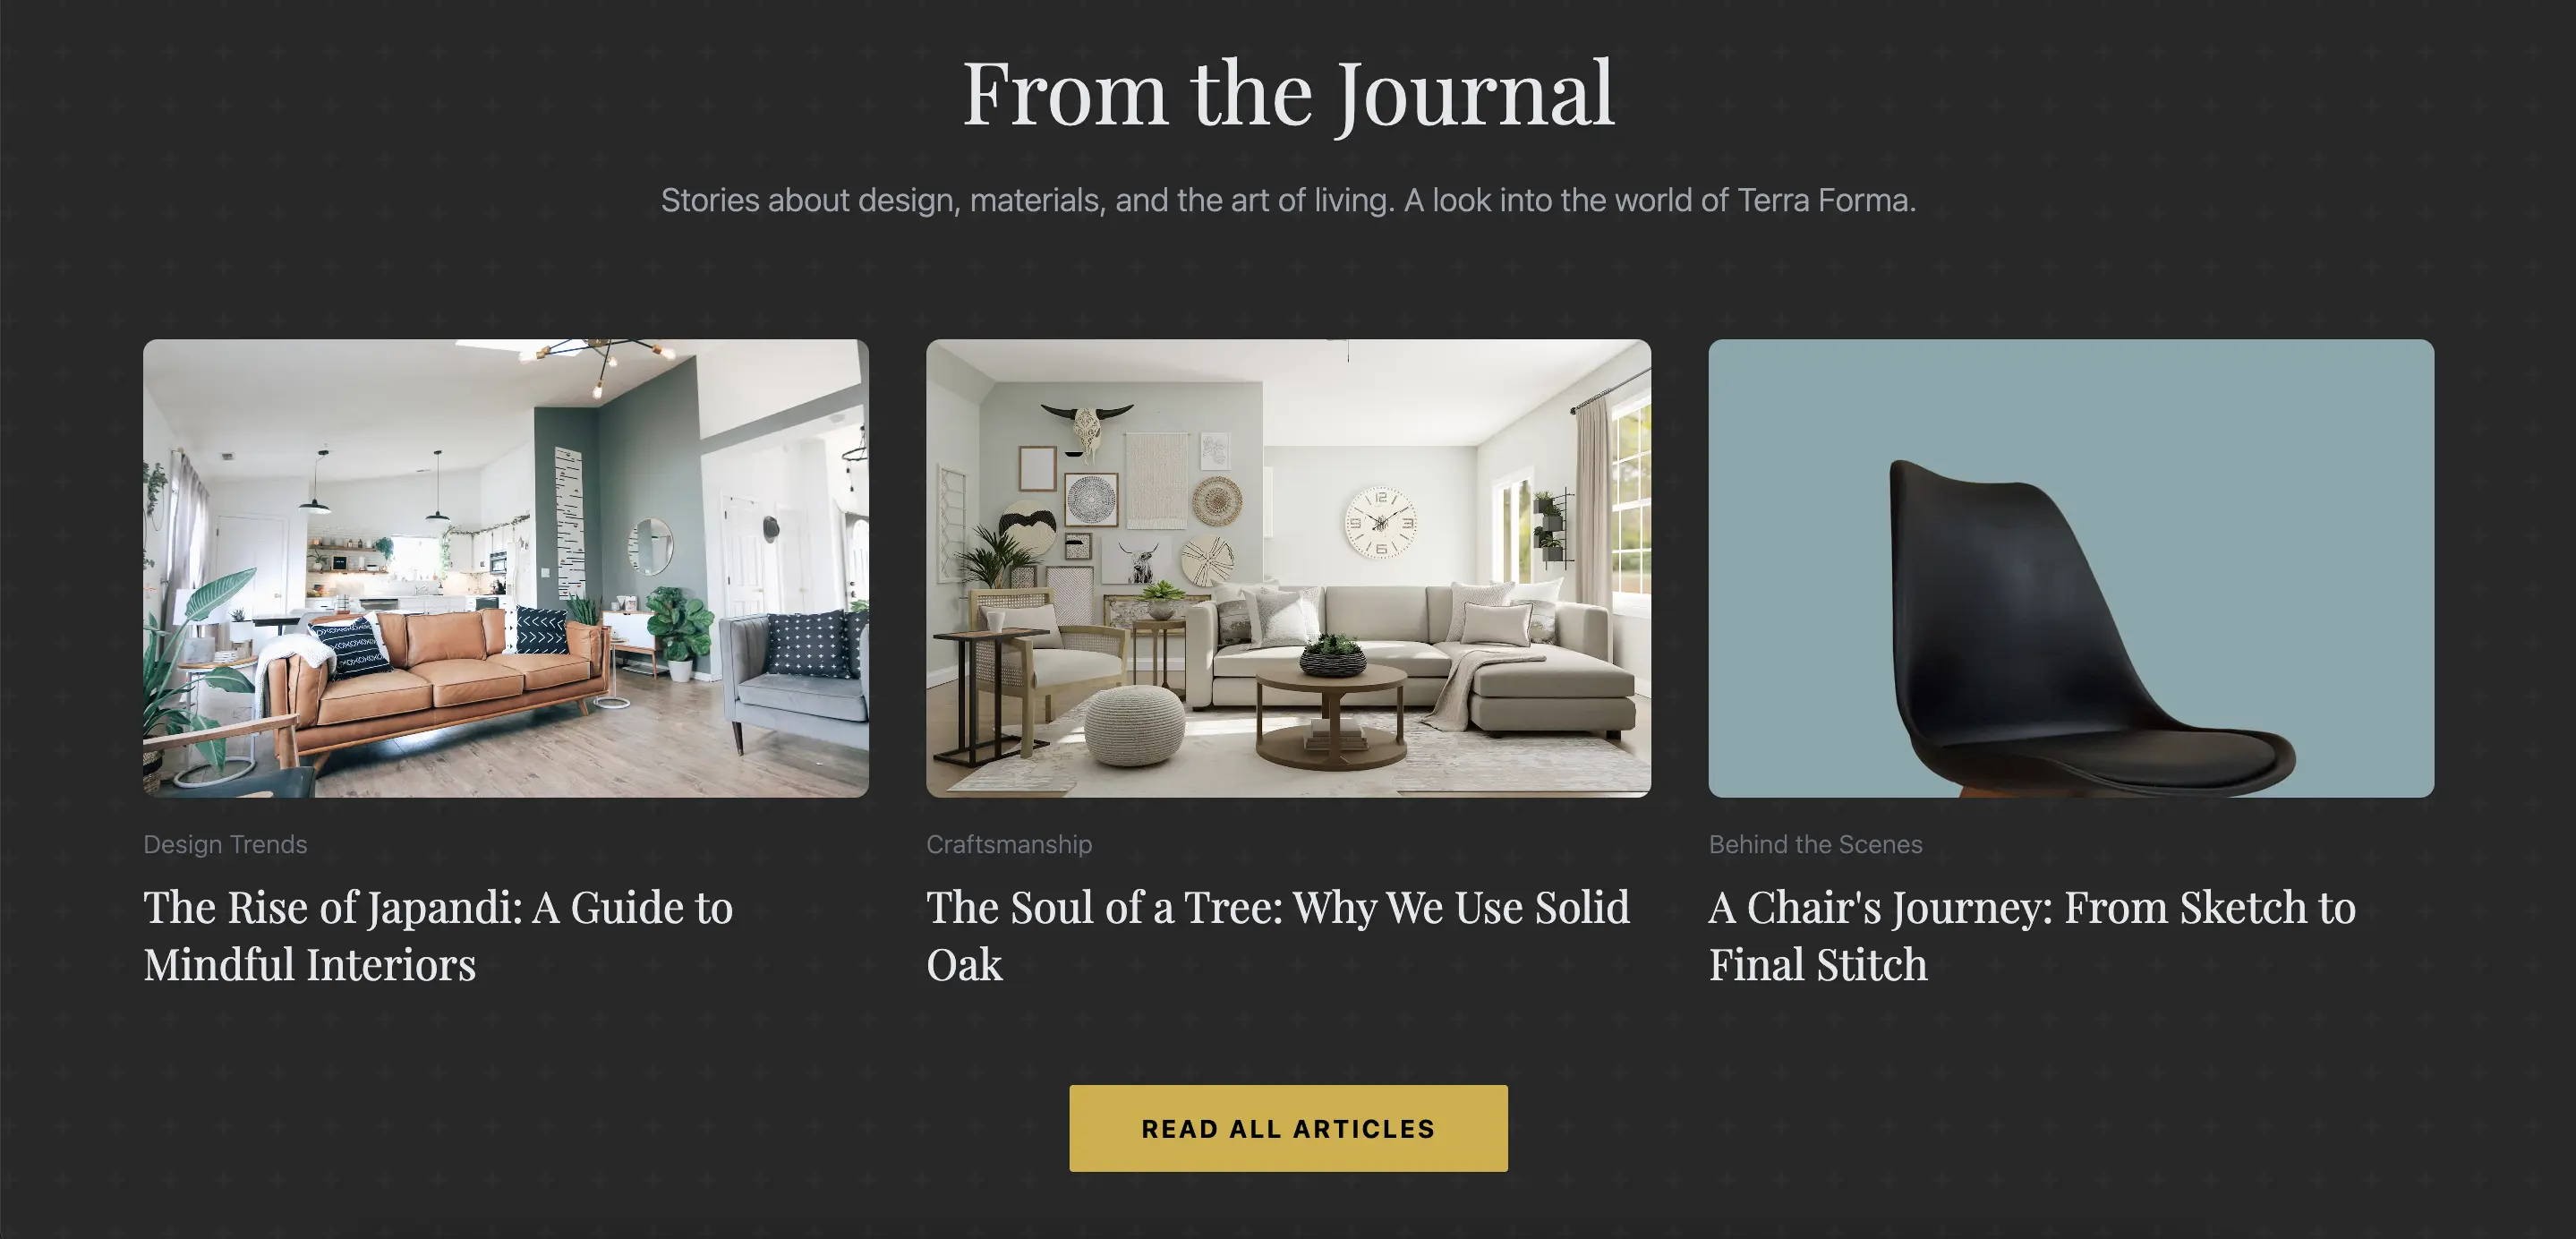 From the Journal
Stories about design, materials, and the art of living. A look into the world of Terra Forma.
Design Trends
The Rise of Japandi: A Guide to
Mindful Interiors
Craftsmanship
The Soul of a Tree: Why We Use Solid
Oak
Behind the Scenes
A Chair's Journey: From Sketch to
Final Stitch
READ ALL ARTICLES